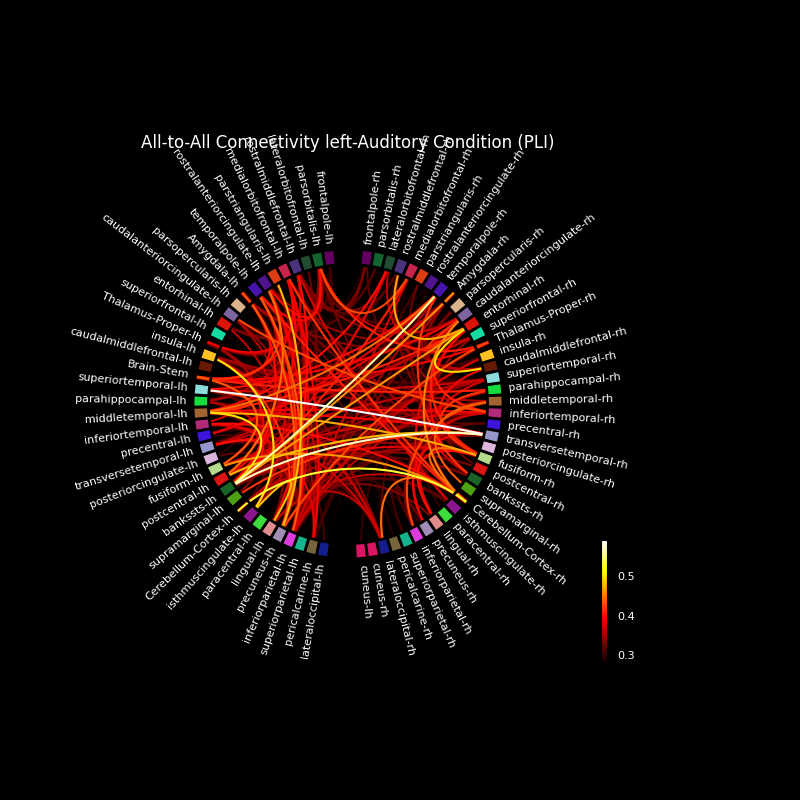 All-to-All Connectivity left-Auditory Condition (PLI)
frontalpole-lh
parsorbitalis-lh
lateralorbitofrontal-lh
rostralmiddlefrontal-lh
medialorbitofrontal-lh
parstriangularis-lh
rostralanteriorcingulate-lh
temporalpole-lh
Amygdala-lh
parsopercularis-lh
caudalanteriorcingulate-lh
entorhinal-lh
superiorfrontal-lh
Thalamus-Proper-lh
insula-lh
caudalmiddlefrontal-lh
Brain-Stem
superiortemporal-lh
parahippocampal-lh
middletemporal-lh
inferiortemporal-lh
precentral-lh
transversetemporal-lh
posteriorcingulate-lh
fusiform-lh
postcentral-lh
bankssts-lh
supramarginal-lh
Cerebellum-Cortex-lh
isthmuscingulate-lh
paracentral-lh
lingual-lh
precuneus-lh
inferiorparietal-lh
superiorparietal-lh
pericalcarine-lh
lateraloccipital-lh
cuneus-lh
cuneus-rh
lateraloccipital-rh
pericalcarine-rh
superiorparietal-rh
inferiorparietal-rh
precuneus-rh
lingual-rh
paracentral-rh
isthmuscingulate-rh
Cerebellum-Cortex-rh
supramarginal-rh
bankssts-rh
postcentral-rh
fusiform-rh
posteriorcingulate-rh
transversetemporal-rh
precentral-rh
inferiortemporal-rh
middletemporal-rh
parahippocampal-rh
superiortemporal-rh
caudalmiddlefrontal-rh
insula-rh
Thalamus-Proper-rh
superiorfrontal-rh
entorhinal-rh
caudalanteriorcingulate-rh
parsopercularis-rh
Amygdala-rh
temporalpole-rh
rostralanteriorcingulate-rh
parstriangularis-rh
medialorbitofrontal-rh
rostralmiddlefrontal-rh
lateralorbitofrontal-rh
parsorbitalis-rh
frontalpole-rh
0.5
0.4
0.3